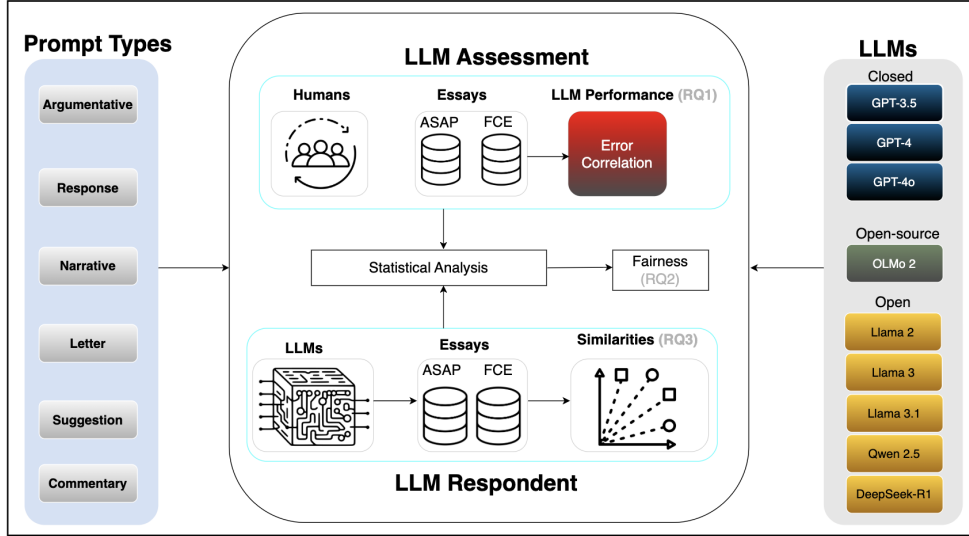 Prompt Types
Argumentative
Response
Narrative
Letter
Suggestion
Commentary
LLM Assessment
Humans
Essays
ASAP FCE
LLM Performance (RQ1)
Error
Correlation
Statistical Analysis
Fairness
(RQ2)
LLMs
Essays
ASAP FCE
Similarities (RQ3)
LLM Respondent
LLMs
Closed
GPT-3.5
GPT-4
GPT-4o
Open-source
OLMo 2
Open
Llama 2
Llama 3
Llama 3.1
Qwen 2.5
DeepSeek-R1